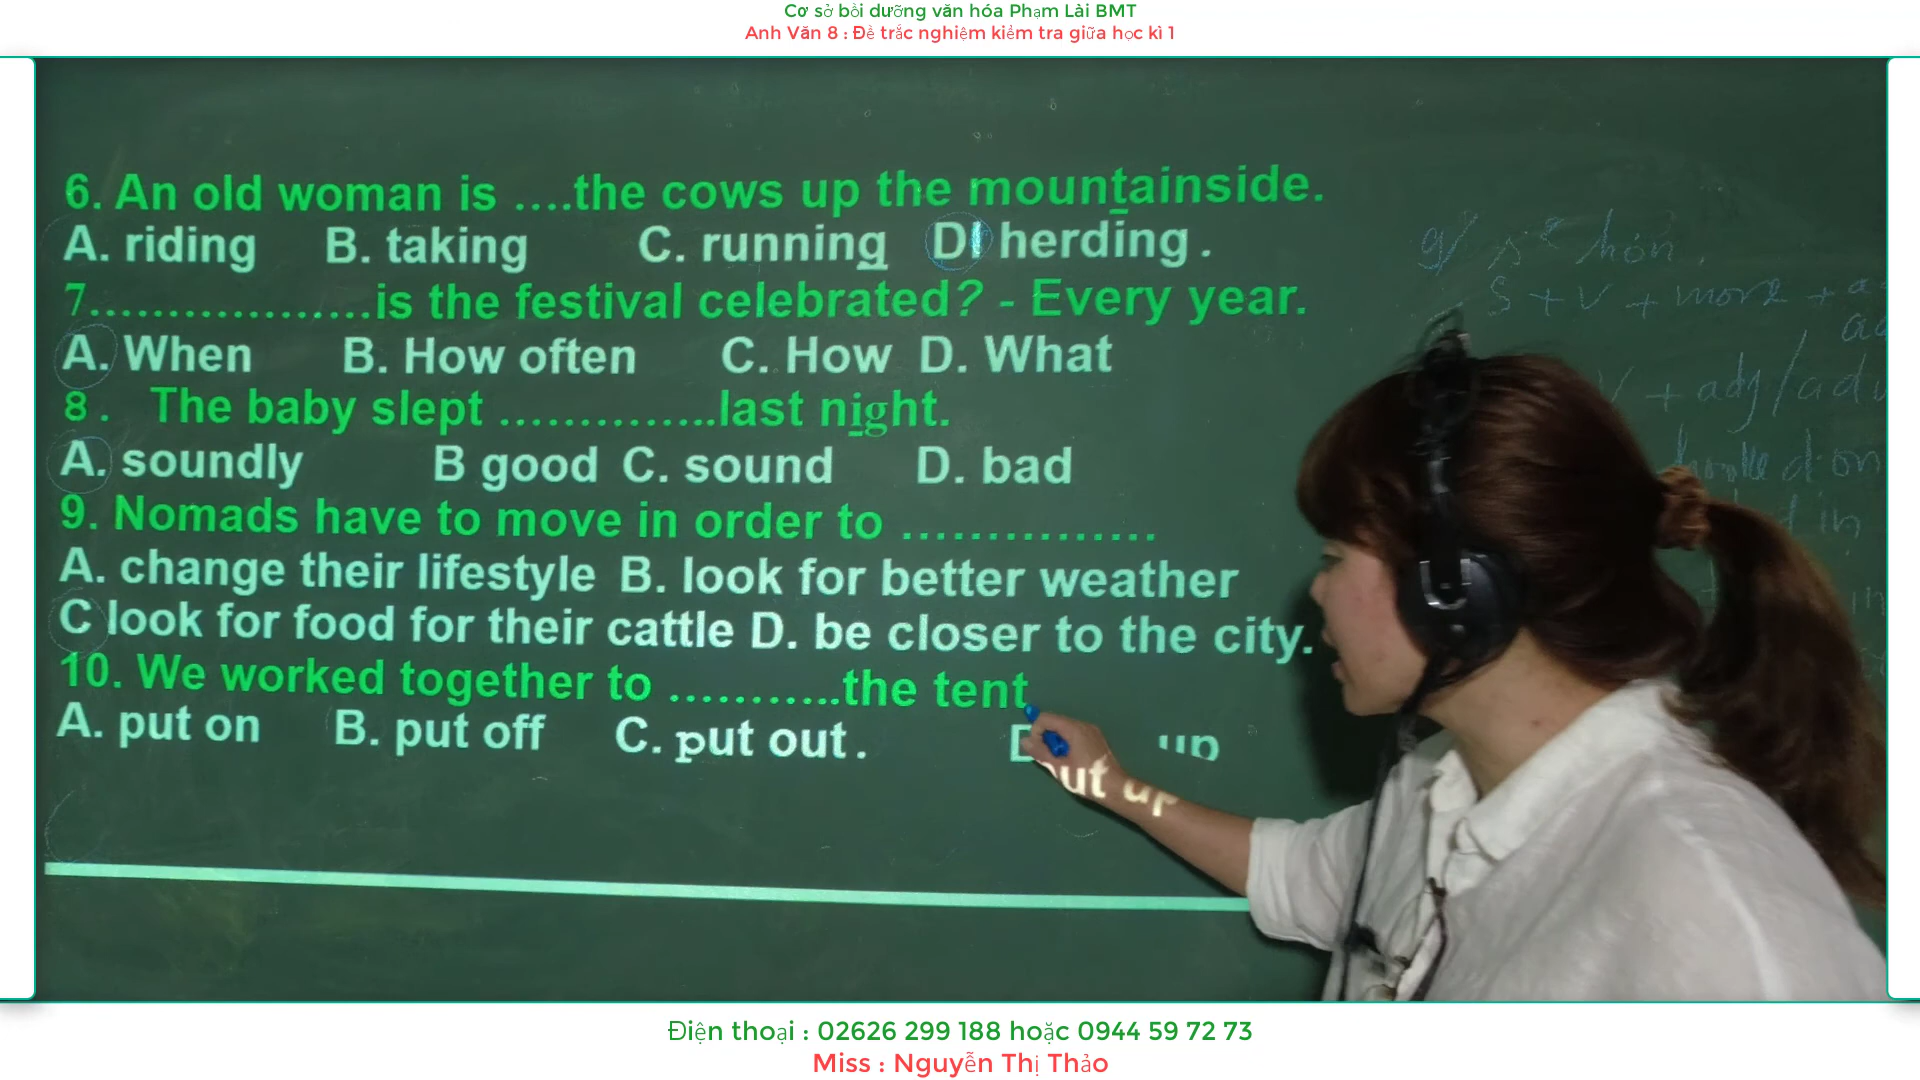 Cơ sở bồi dưỡng văn hóa Phạm Lài BMT
Anh Văn 8 : Đề trắc nghiệm kiểm tra giữa học kì 1
6. An old woman is ....the cows up the mountainside.
A. riding B. taking C. running D. herding .
7...................is the festival celebrated? - Every year.
A. When B. How often C. How D. What
8 . The baby slept ...............last night.
A. soundly B good C. sound D. bad
9. Nomads have to move in order to ................
A. change their lifestyle B. look for better weather
C look for food for their cattle D. be closer to the city.
10. We worked together to ............the tent
A. put on B. put off C. put out . D put up
g/ s² hơn.
S + V + more +
V + adj/adv
Điện thoại : 02626 299 188 hoặc 0944 59 72 73
Miss : Nguyễn Thị Thảo